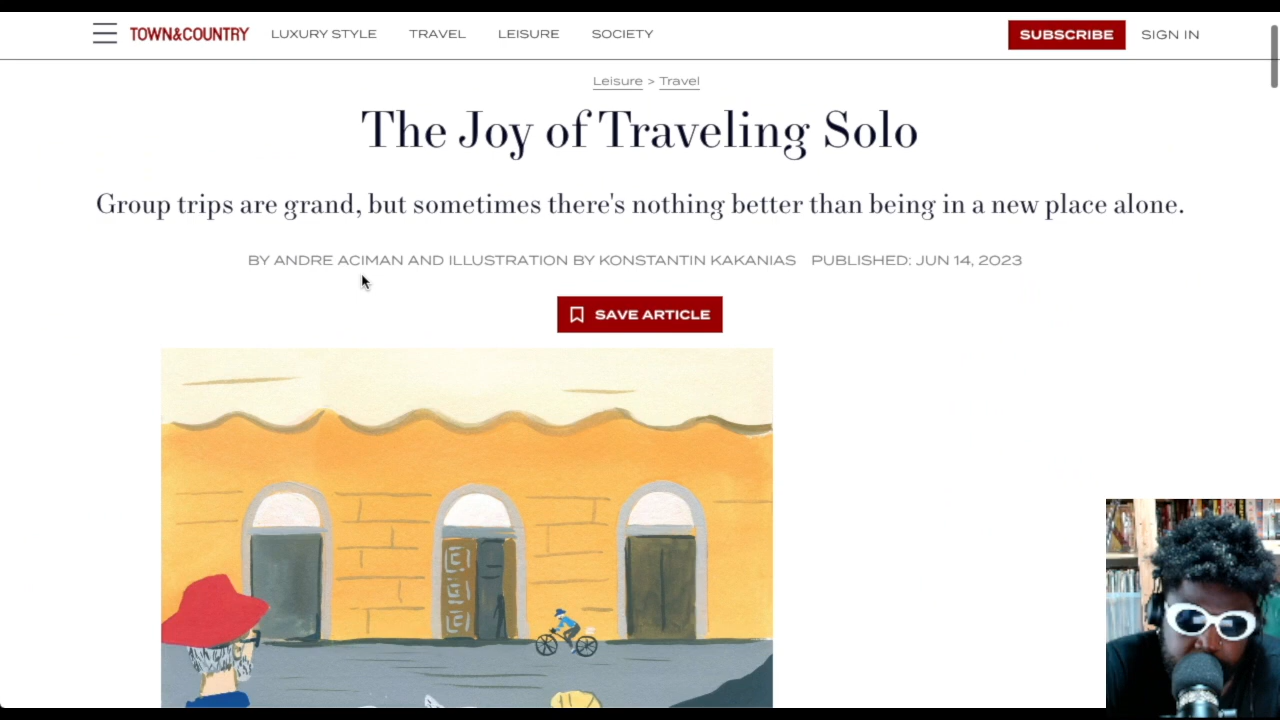 TOWN&COUNTRY LUXURY STYLE TRAVEL LEISURE SOCIETY SUBSCRIBE SIGN IN
Leisure > Travel
The Joy of Traveling Solo
Group trips are grand, but sometimes there's nothing better than being in a new place alone.
BY ANDRE ACIMAN AND ILLUSTRATION BY KONSTANTIN KAKANIAS PUBLISHED: JUN 14, 2023
SAVE ARTICLE